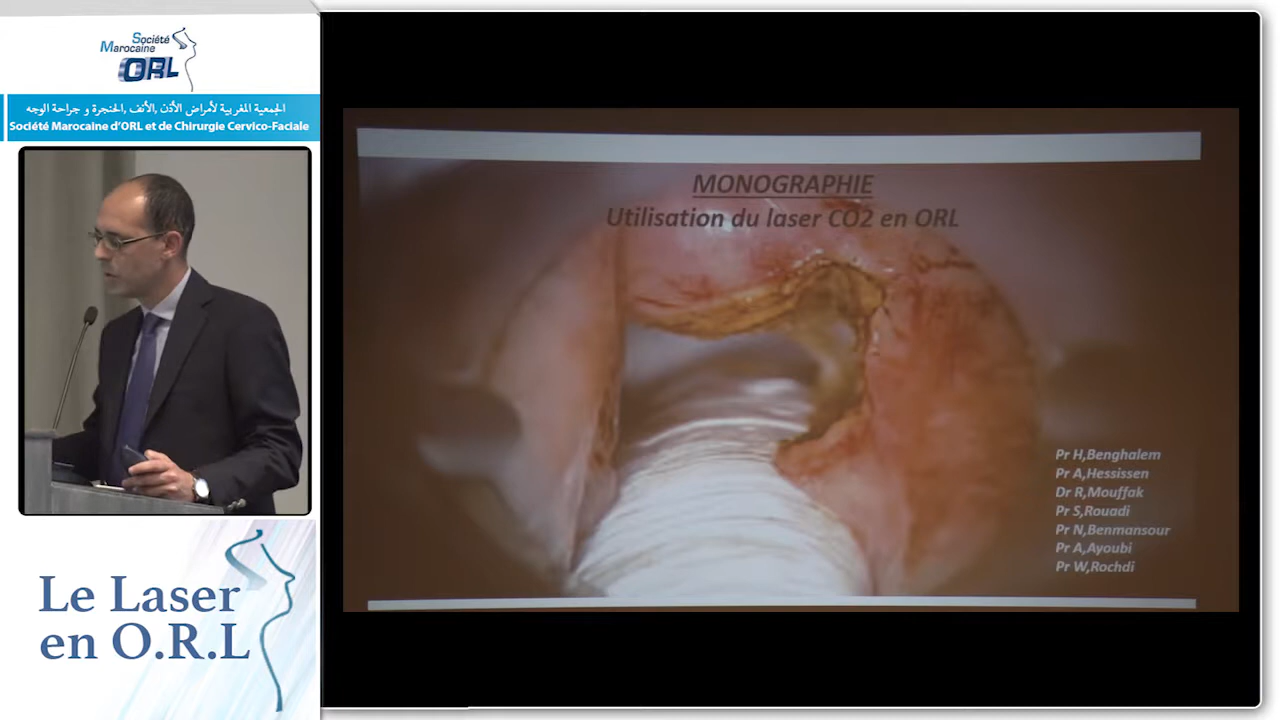 Société
Marocaine
ORL
الجمعية المغربية لأمراض الأذن ,الأنف ,الحنجرة و جراحة الوجه
Société Marocaine d'ORL et de Chirurgie Cervico-Faciale
Le Laser
en O.R.L
MONOGRAPHIE
Utilisation du laser CO2 en ORL
Pr H,Benghalem
Pr A,Hessissen
Dr R,Mouffak
Pr S,Rouadi
Pr N,Benmansour
Pr A,Ayoubi
Pr W,Rochdi